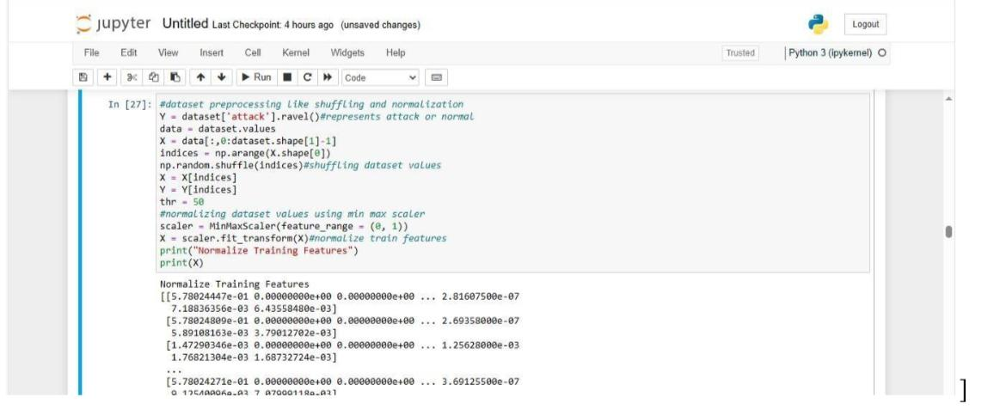 jupyter Untitled Last Checkpoint: 4 hours ago (unsaved changes) Logout
File Edit View Insert Cell Kernel Widgets Help Trusted Python 3 (ipykernel)
Run Code
In [27]: #dataset preprocessing like shuffling and normalization
Y = dataset['attack'].ravel()#represents attack or normal
data = dataset.values
X = data[:,0:dataset.shape[1]-1]
indices = np.arange(X.shape[0])
np.random.shuffle(indices)#shuffling dataset values
X = X[indices]
Y = Y[indices]
thr = 50
#normalizing dataset values using min max scaler
scaler = MinMaxScaler(feature_range = (0, 1))
X = scaler.fit_transform(X)#normalize train features
print("Normalize Training Features")
print(X)
Normalize Training Features
[[5.78024447e-01 0.00000000e+00 0.00000000e+00 ... 2.81607500e-07
7.18836356e-03 6.43558480e-03]
[5.78024809e-01 0.00000000e+00 0.00000000e+00 ... 2.69358000e-07
5.89108163e-03 3.79012702e-03]
[1.47290346e-03 0.00000000e+00 0.00000000e+00 ... 1.25628000e-03
1.76821304e-03 1.68732724e-03]
...
[5.78024271e-01 0.00000000e+00 0.00000000e+00 ... 3.69125500e-07
9.12540096e-03 7.07999118e-03]
]